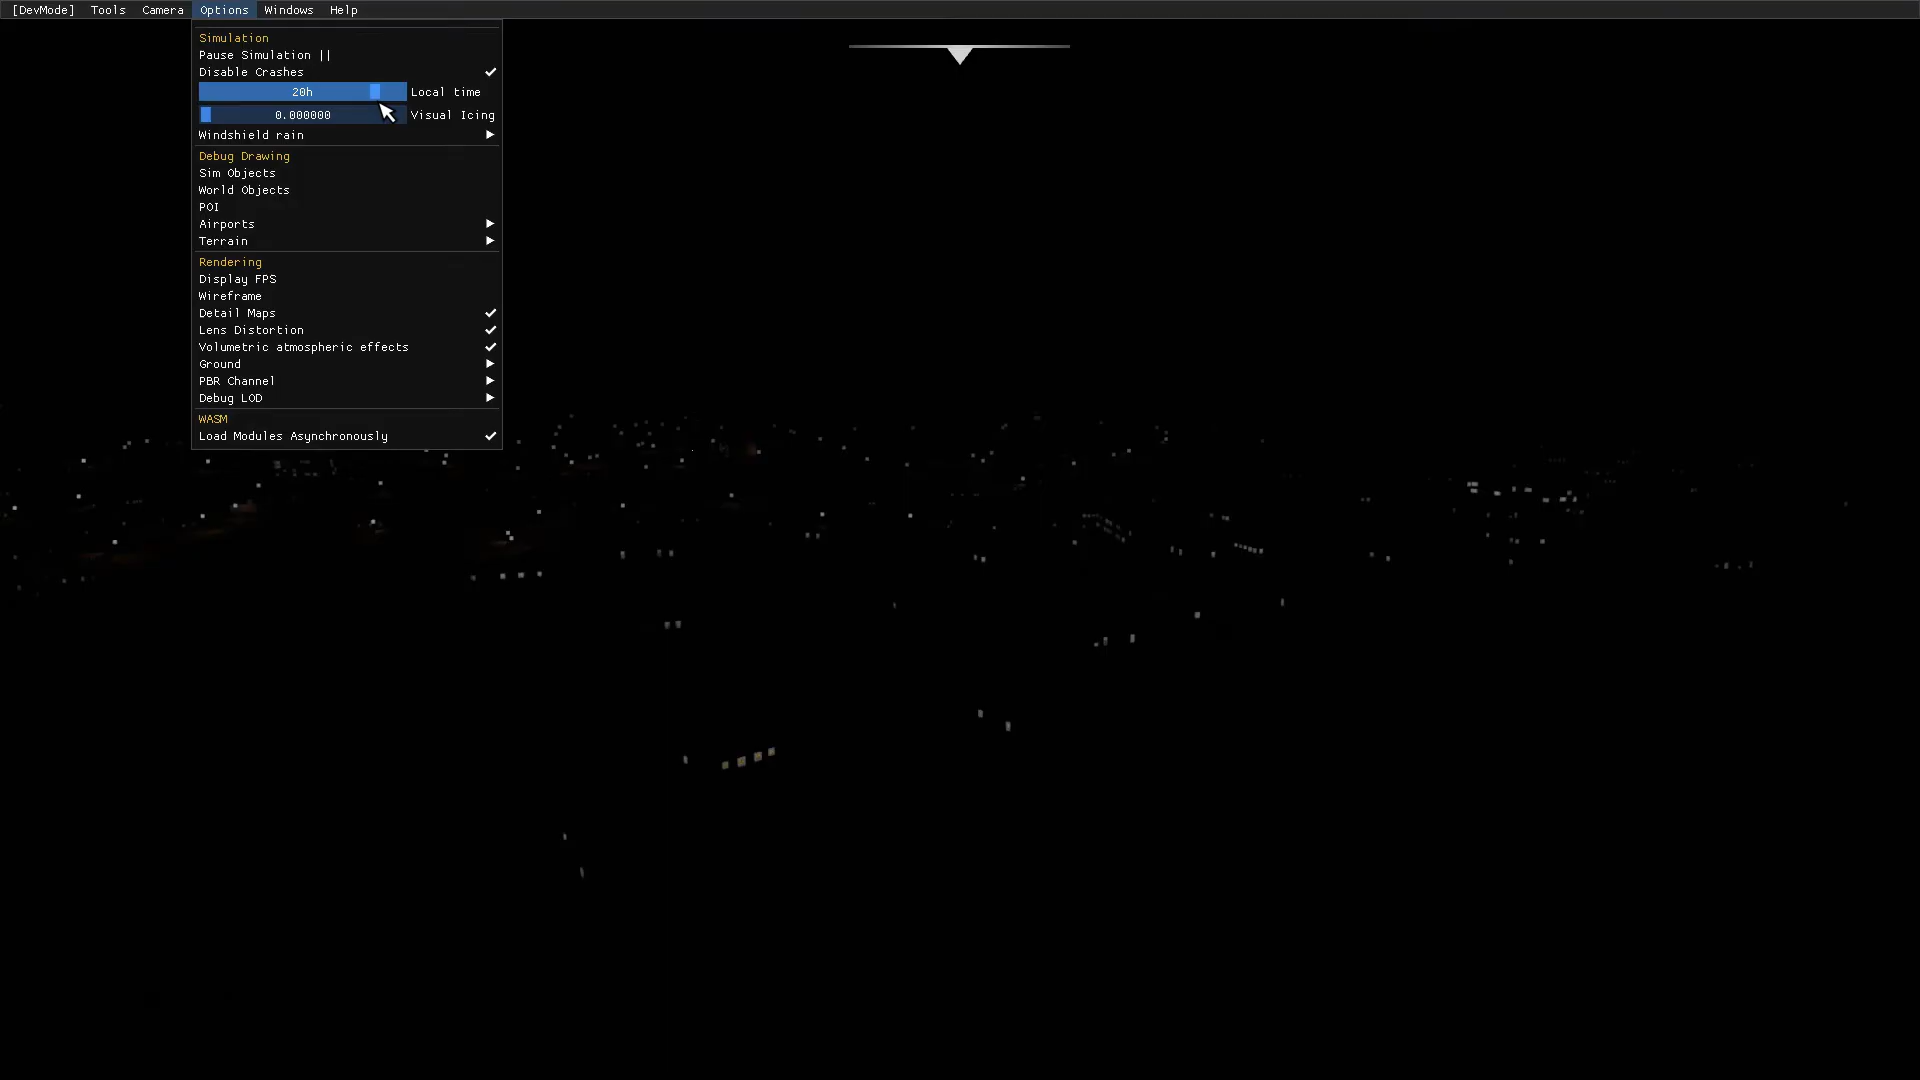 [DevMode] Tools Camera Options Windows Help
Simulation
Pause Simulation ||
Disable Crashes
20h Local time
0.000000 Visual Icing
Windshield rain
Debug Drawing
Sim Objects
World Objects
POI
Airports
Terrain
Rendering
Display FPS
Wireframe
Detail Maps
Lens Distortion
Volumetric atmospheric effects
Ground
PBR Channel
Debug LOD
WASM
Load Modules Asynchronously